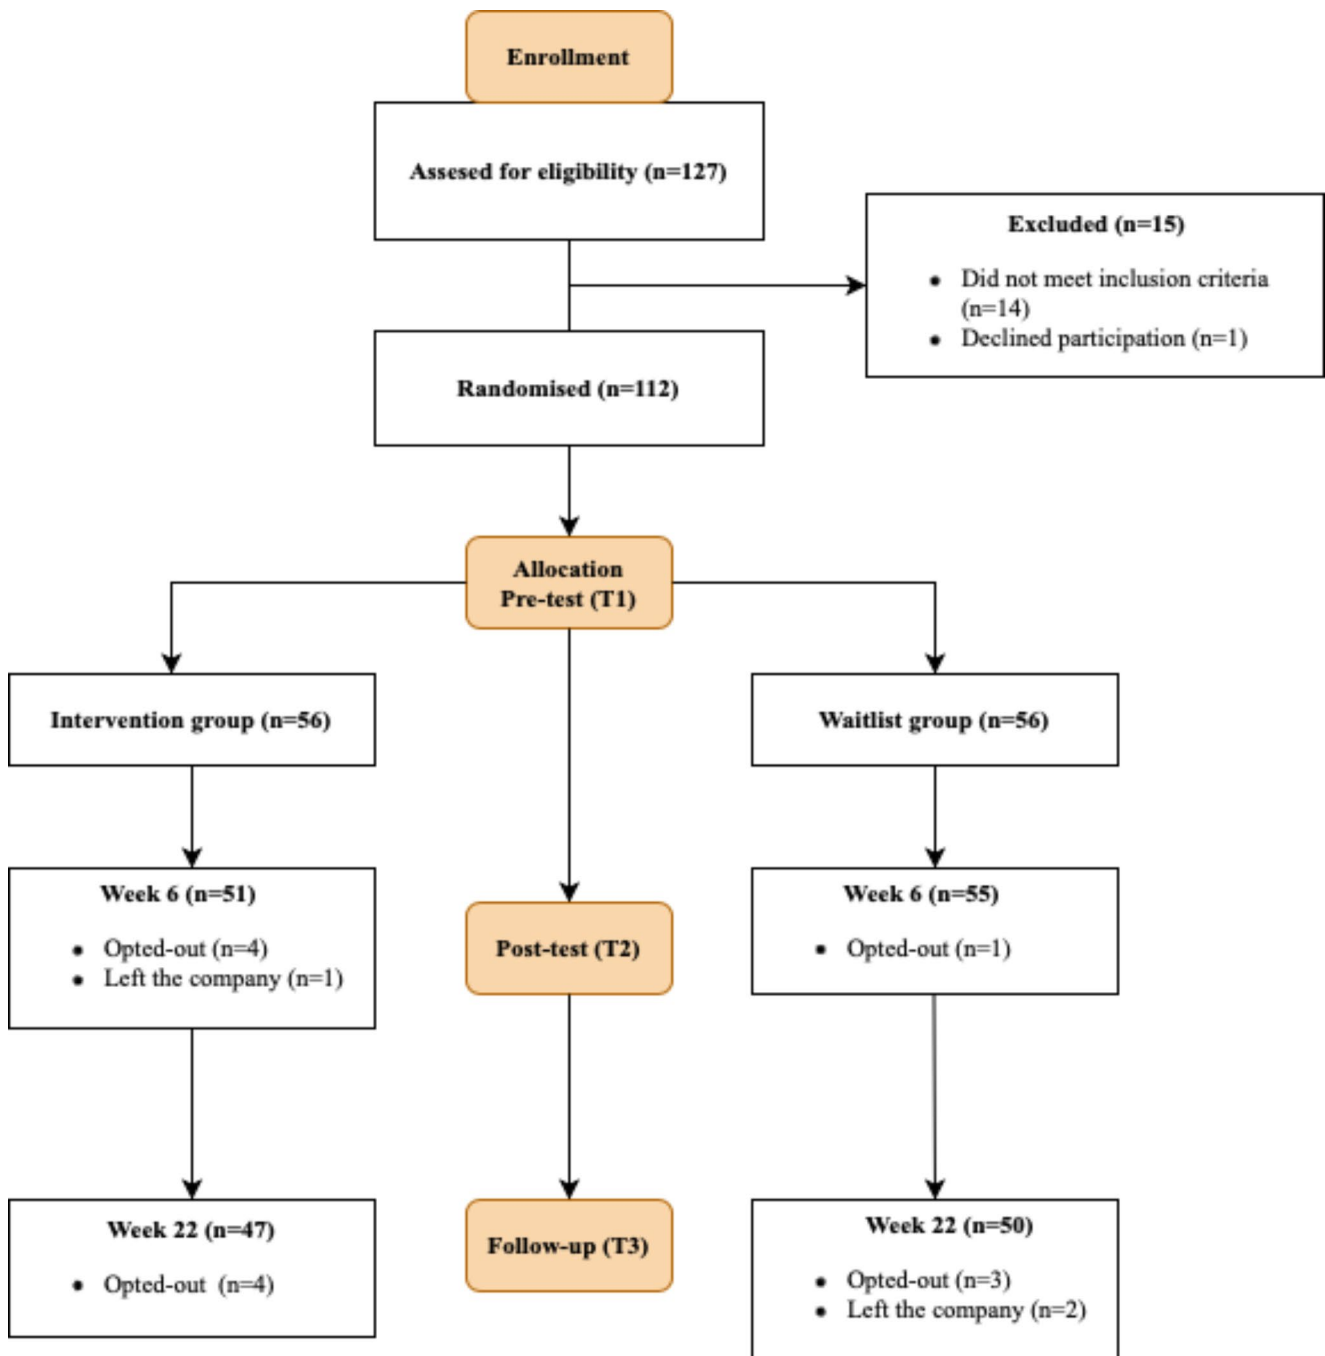 Enrollment
Assesed for eligibility (n=127)
Excluded (n=15)
• Did not meet inclusion criteria
(n=14)
• Declined participation (n=1)
Randomised (n=112)
Allocation
Pre-test (T1)
Intervention group (n=56)
Waitlist group (n=56)
Week 6 (n=51)
• Opted-out (n=4)
• Left the company (n=1)
Post-test (T2)
Week 6 (n=55)
• Opted-out (n=1)
Week 22 (n=47)
• Opted-out (n=4)
Follow-up (T3)
Week 22 (n=50)
• Opted-out (n=3)
• Left the company (n=2)